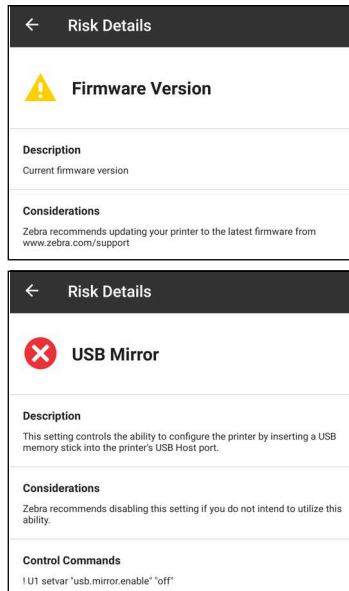 Risk Details
Firmware Version
Description
Current firmware version
Considerations
Zebra recommends updating your printer to the latest firmware from
www.zebra.com/support
Risk Details
USB Mirror
Description
This setting controls the ability to configure the printer by inserting a USB
memory stick into the printer's USB Host port.
Considerations
Zebra recommends disabling this setting if you do not intend to utilize this
ability.
Control Commands
! U1 setvar "usb.mirror.enable" "off"